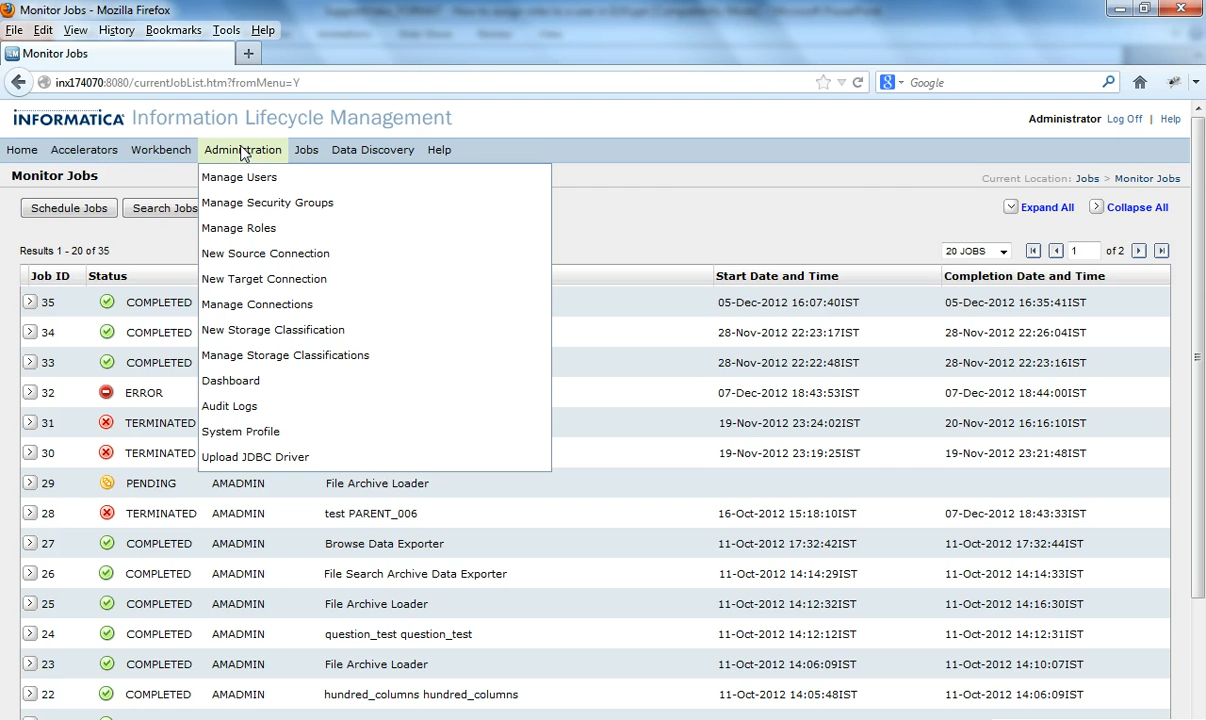 Monitor Jobs - Mozilla Firefox
File Edit View History Bookmarks Tools Help
Monitor Jobs
inx174070:8080/currentJobList.htm?fromMenu=Y Google
INFORMATICA Information Lifecycle Management Administrator Log Off | Help
Home Accelerators Workbench Administration Jobs Data Discovery Help
Monitor Jobs Current Location: Jobs > Monitor Jobs
Manage Users
Manage Security Groups
Manage Roles
New Source Connection
New Target Connection
Manage Connections
New Storage Classification
Manage Storage Classifications
Dashboard
Audit Logs
System Profile
Upload JDBC Driver
Schedule Jobs Search Jobs Expand All Collapse All
Results 1 - 20 of 35 20 JOBS 1 of 2
Job ID Status Start Date and Time Completion Date and Time
35 COMPLETED 05-Dec-2012 16:07:40IST 05-Dec-2012 16:35:41IST
34 COMPLETED 28-Nov-2012 22:23:17IST 28-Nov-2012 22:26:04IST
33 COMPLETED 28-Nov-2012 22:22:48IST 28-Nov-2012 22:23:16IST
32 ERROR 07-Dec-2012 18:43:53IST 07-Dec-2012 18:44:00IST
31 TERMINATED 19-Nov-2012 23:24:02IST 20-Nov-2012 16:16:10IST
30 TERMINATED 19-Nov-2012 23:19:25IST 19-Nov-2012 23:21:48IST
29 PENDING AMADMIN File Archive Loader
28 TERMINATED AMADMIN test PARENT_006 16-Oct-2012 15:18:10IST 07-Dec-2012 18:43:33IST
27 COMPLETED AMADMIN Browse Data Exporter 11-Oct-2012 17:32:42IST 11-Oct-2012 17:32:44IST
26 COMPLETED AMADMIN File Search Archive Data Exporter 11-Oct-2012 14:14:29IST 11-Oct-2012 14:14:33IST
25 COMPLETED AMADMIN File Archive Loader 11-Oct-2012 14:12:32IST 11-Oct-2012 14:16:30IST
24 COMPLETED AMADMIN question_test question_test 11-Oct-2012 14:12:12IST 11-Oct-2012 14:12:31IST
23 COMPLETED AMADMIN File Archive Loader 11-Oct-2012 14:06:09IST 11-Oct-2012 14:10:07IST
22 COMPLETED AMADMIN hundred_columns hundred_columns 11-Oct-2012 14:05:48IST 11-Oct-2012 14:06:09IST